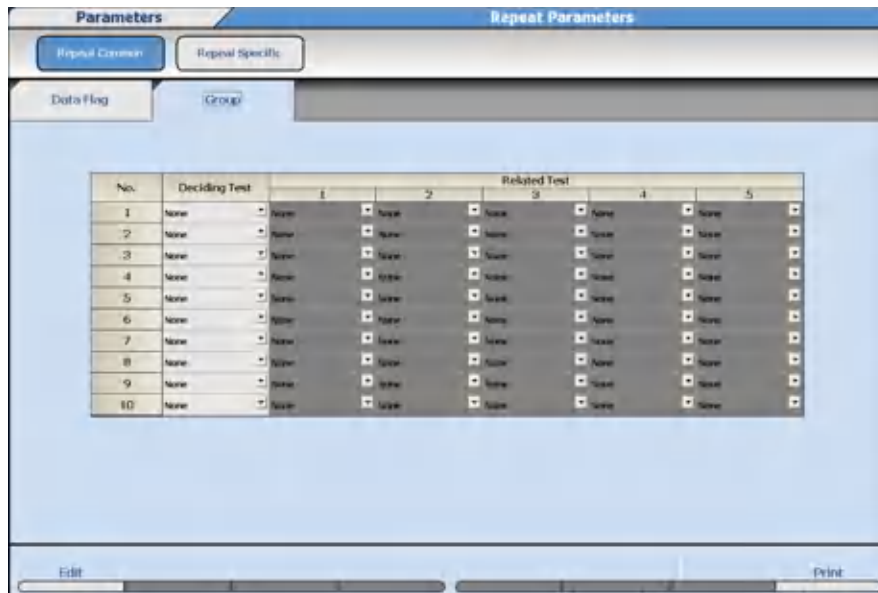 Parameters Repeat Parameters
Repeat Common Repeat Specific
Data Flag Group
No. Deciding Test Related Test
1 2 3 4 5
1 None None None None None None
2 None None None None None None
3 None None None None None None
4 None None None None None None
5 None None None None None None
6 None None None None None None
7 None None None None None None
8 None None None None None None
9 None None None None None None
10 None None None None None None
Edit Print